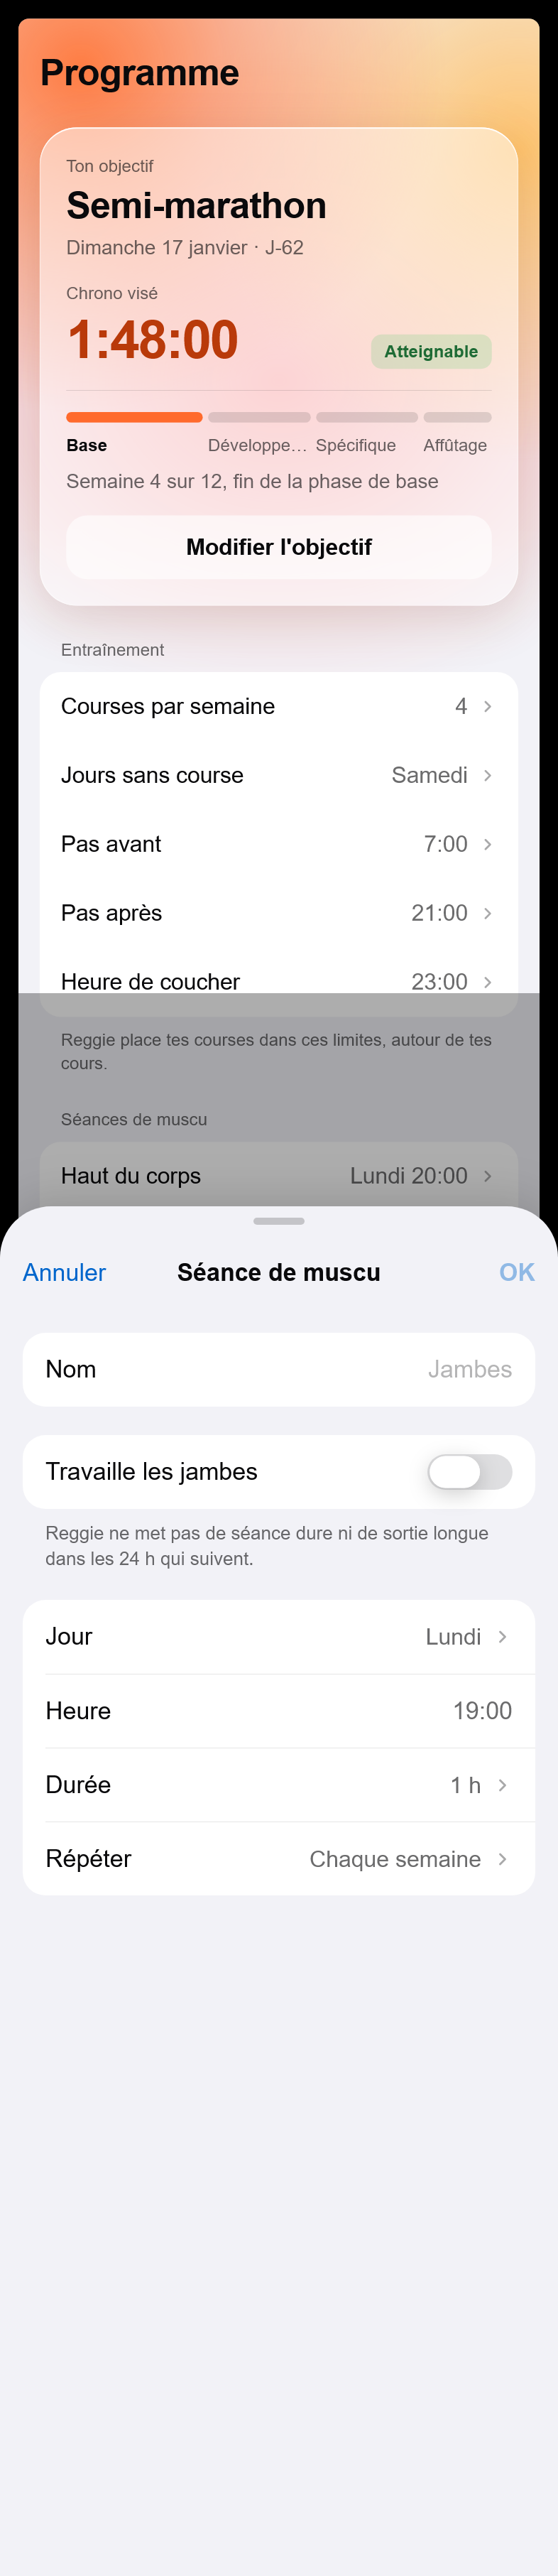 Programme
Ton objectif
Semi-marathon
Dimanche 17 janvier · J-62
Chrono visé
1:48:00
Atteignable
Base Développe… Spécifique Affûtage
Semaine 4 sur 12, fin de la phase de base
Modifier l'objectif
Entraînement
Courses par semaine 4
Jours sans course Samedi
Pas avant 7:00
Pas après 21:00
Heure de coucher 23:00
Reggie place tes courses dans ces limites, autour de tes
cours.
Séances de muscu
Haut du corps Lundi 20:00
Annuler Séance de muscu OK
Nom Jambes
Travaille les jambes
Reggie ne met pas de séance dure ni de sortie longue
dans les 24 h qui suivent.
Jour Lundi
Heure 19:00
Durée 1 h
Répéter Chaque semaine